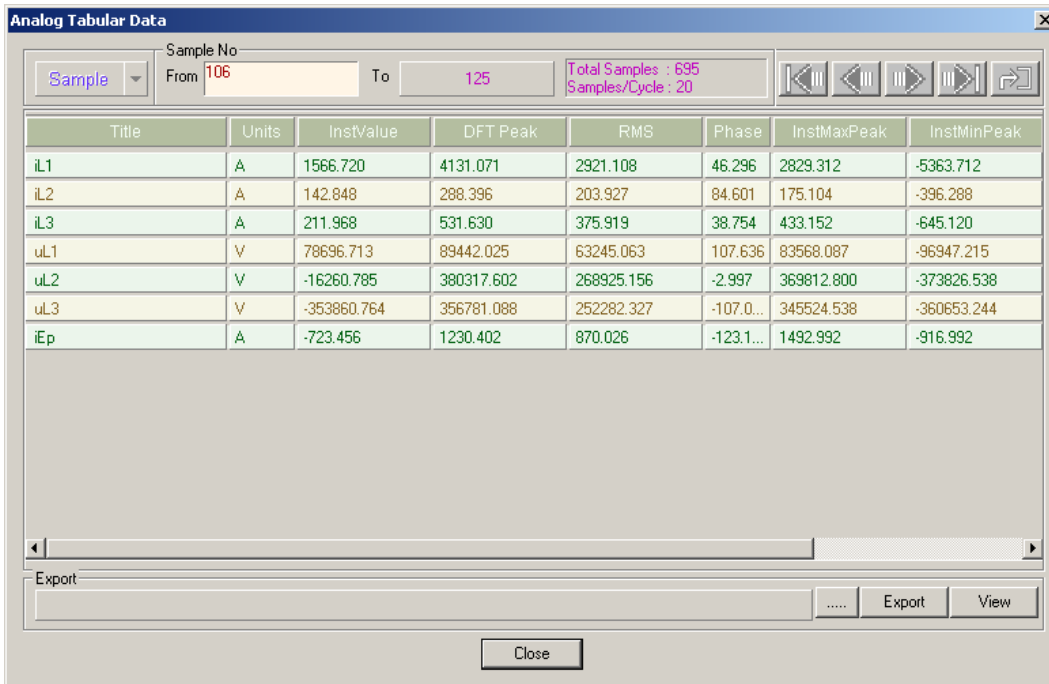 Analog Tabular Data
Sample
Sample No
From 106 To 125
Total Samples : 695
Samples/Cycle : 20
Title Units InstValue DFT Peak RMS Phase InstMaxPeak InstMinPeak
iL1 A 1566.720 4131.071 2921.108 46.296 2829.312 -5363.712
iL2 A 142.848 288.396 203.927 84.601 175.104 -396.288
iL3 A 211.968 531.630 375.919 38.754 433.152 -645.120
uL1 V 78696.713 89442.025 63245.063 107.636 83568.087 -96947.215
uL2 V -16260.785 380317.602 268925.156 -2.997 369812.800 -373826.538
uL3 V -353860.764 356781.088 252282.327 -107.0... 345524.538 -360653.244
iEp A -723.456 1230.402 870.026 -123.1... 1492.992 -916.992
Export
..... Export View
Close